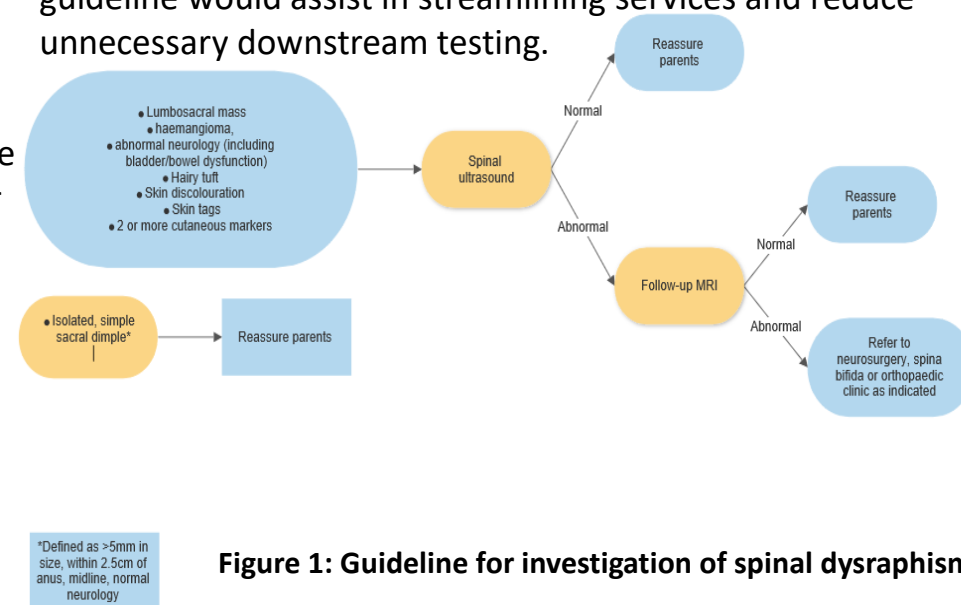 guideline would assist in streamlining services and reduce
unnecessary downstream testing.
e
• Lumbosacral mass
• haemangioma,
• abnormal neurology (including
bladder/bowel dysfunction)
• Hairy tuft
• Skin discolouration
• Skin tags
• 2 or more cutaneous markers
Spinal
ultrasound
Normal
Reassure
parents
Abnormal
Follow-up MRI
Normal
Reassure
parents
Abnormal
Refer to
neurosurgery, spina
bifida or orthopaedic
clinic as indicated
• Isolated, simple
sacral dimple*
Reassure parents
*Defined as >5mm in
size, within 2.5cm of
anus, midline, normal
neurology
Figure 1: Guideline for investigation of spinal dysraphism